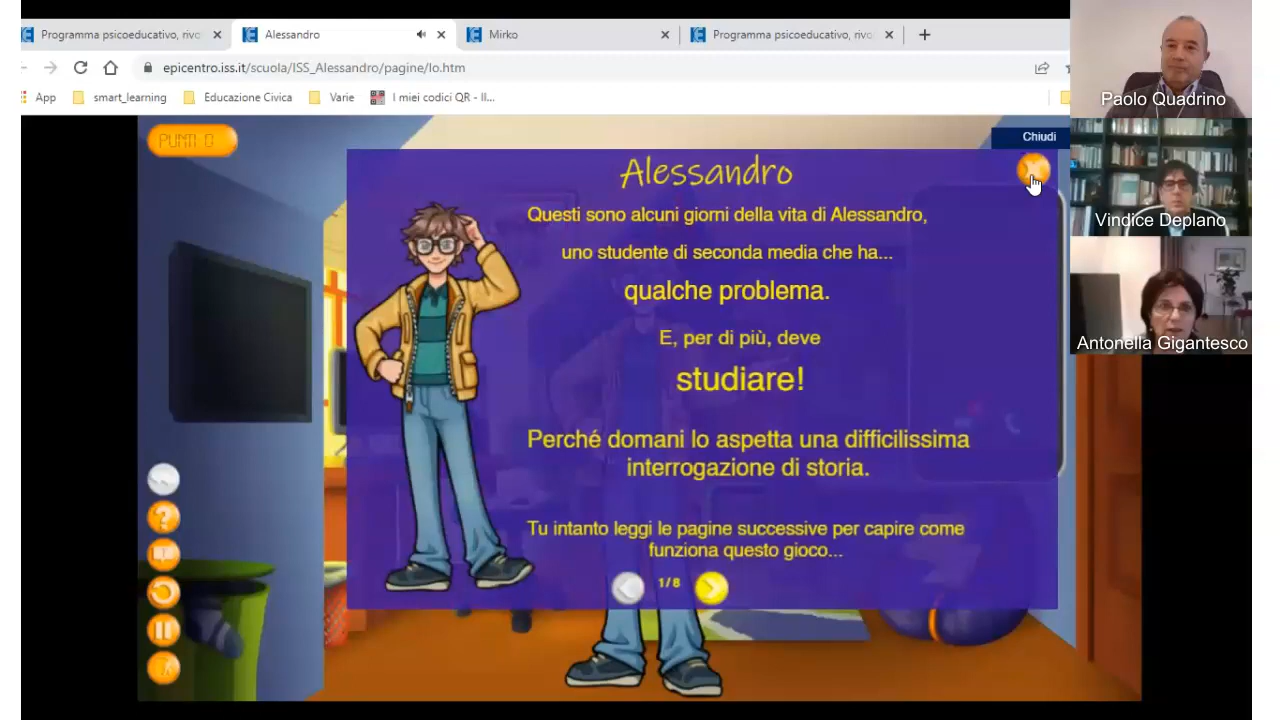 Programma psicoeducativo, rivo
Alessandro
Mirko
Programma psicoeducativo, rivo
epicentro.iss.it/scuola/ISS_Alessandro/pagine/lo.htm
App
smart_learning
Educazione Civica
Varie
I miei codici QR - Il...
PUNTI 0
Chiudi
Alessandro
Questi sono alcuni giorni della vita di Alessandro,
uno studente di seconda media che ha...
qualche problema.
E, per di più, deve
studiare!
Perché domani lo aspetta una difficilissima
interrogazione di storia.
Tu intanto leggi le pagine successive per capire come
funziona questo gioco...
1/8
Paolo Quadrino
Vindice Deplano
Antonella Gigantesco